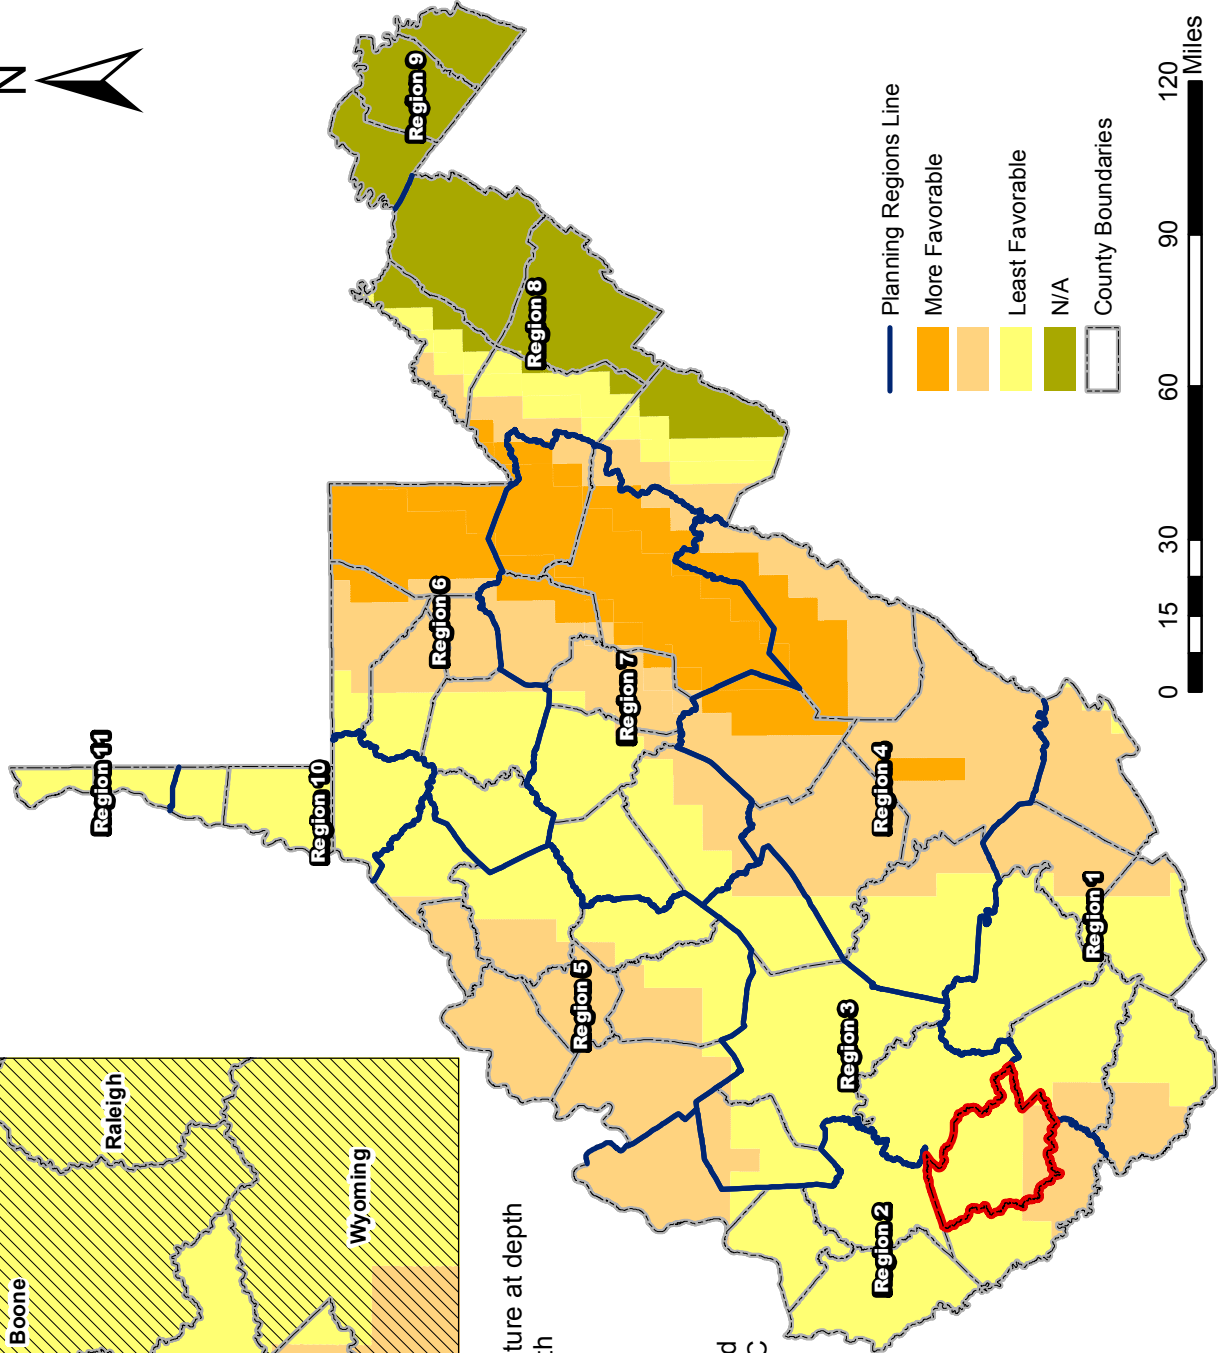 N
Region 9
Region 8
Region 6
Region 7
Region 11
Region 10
Region 5
Region 4
Region 3
Region 1
Region 2
Boone
Raleigh
Wyoming
ture at depth
th
d
C
Planning Regions Line
More Favorable
Least Favorable
N/A
County Boundaries
0 15 30 60 90 120
Miles